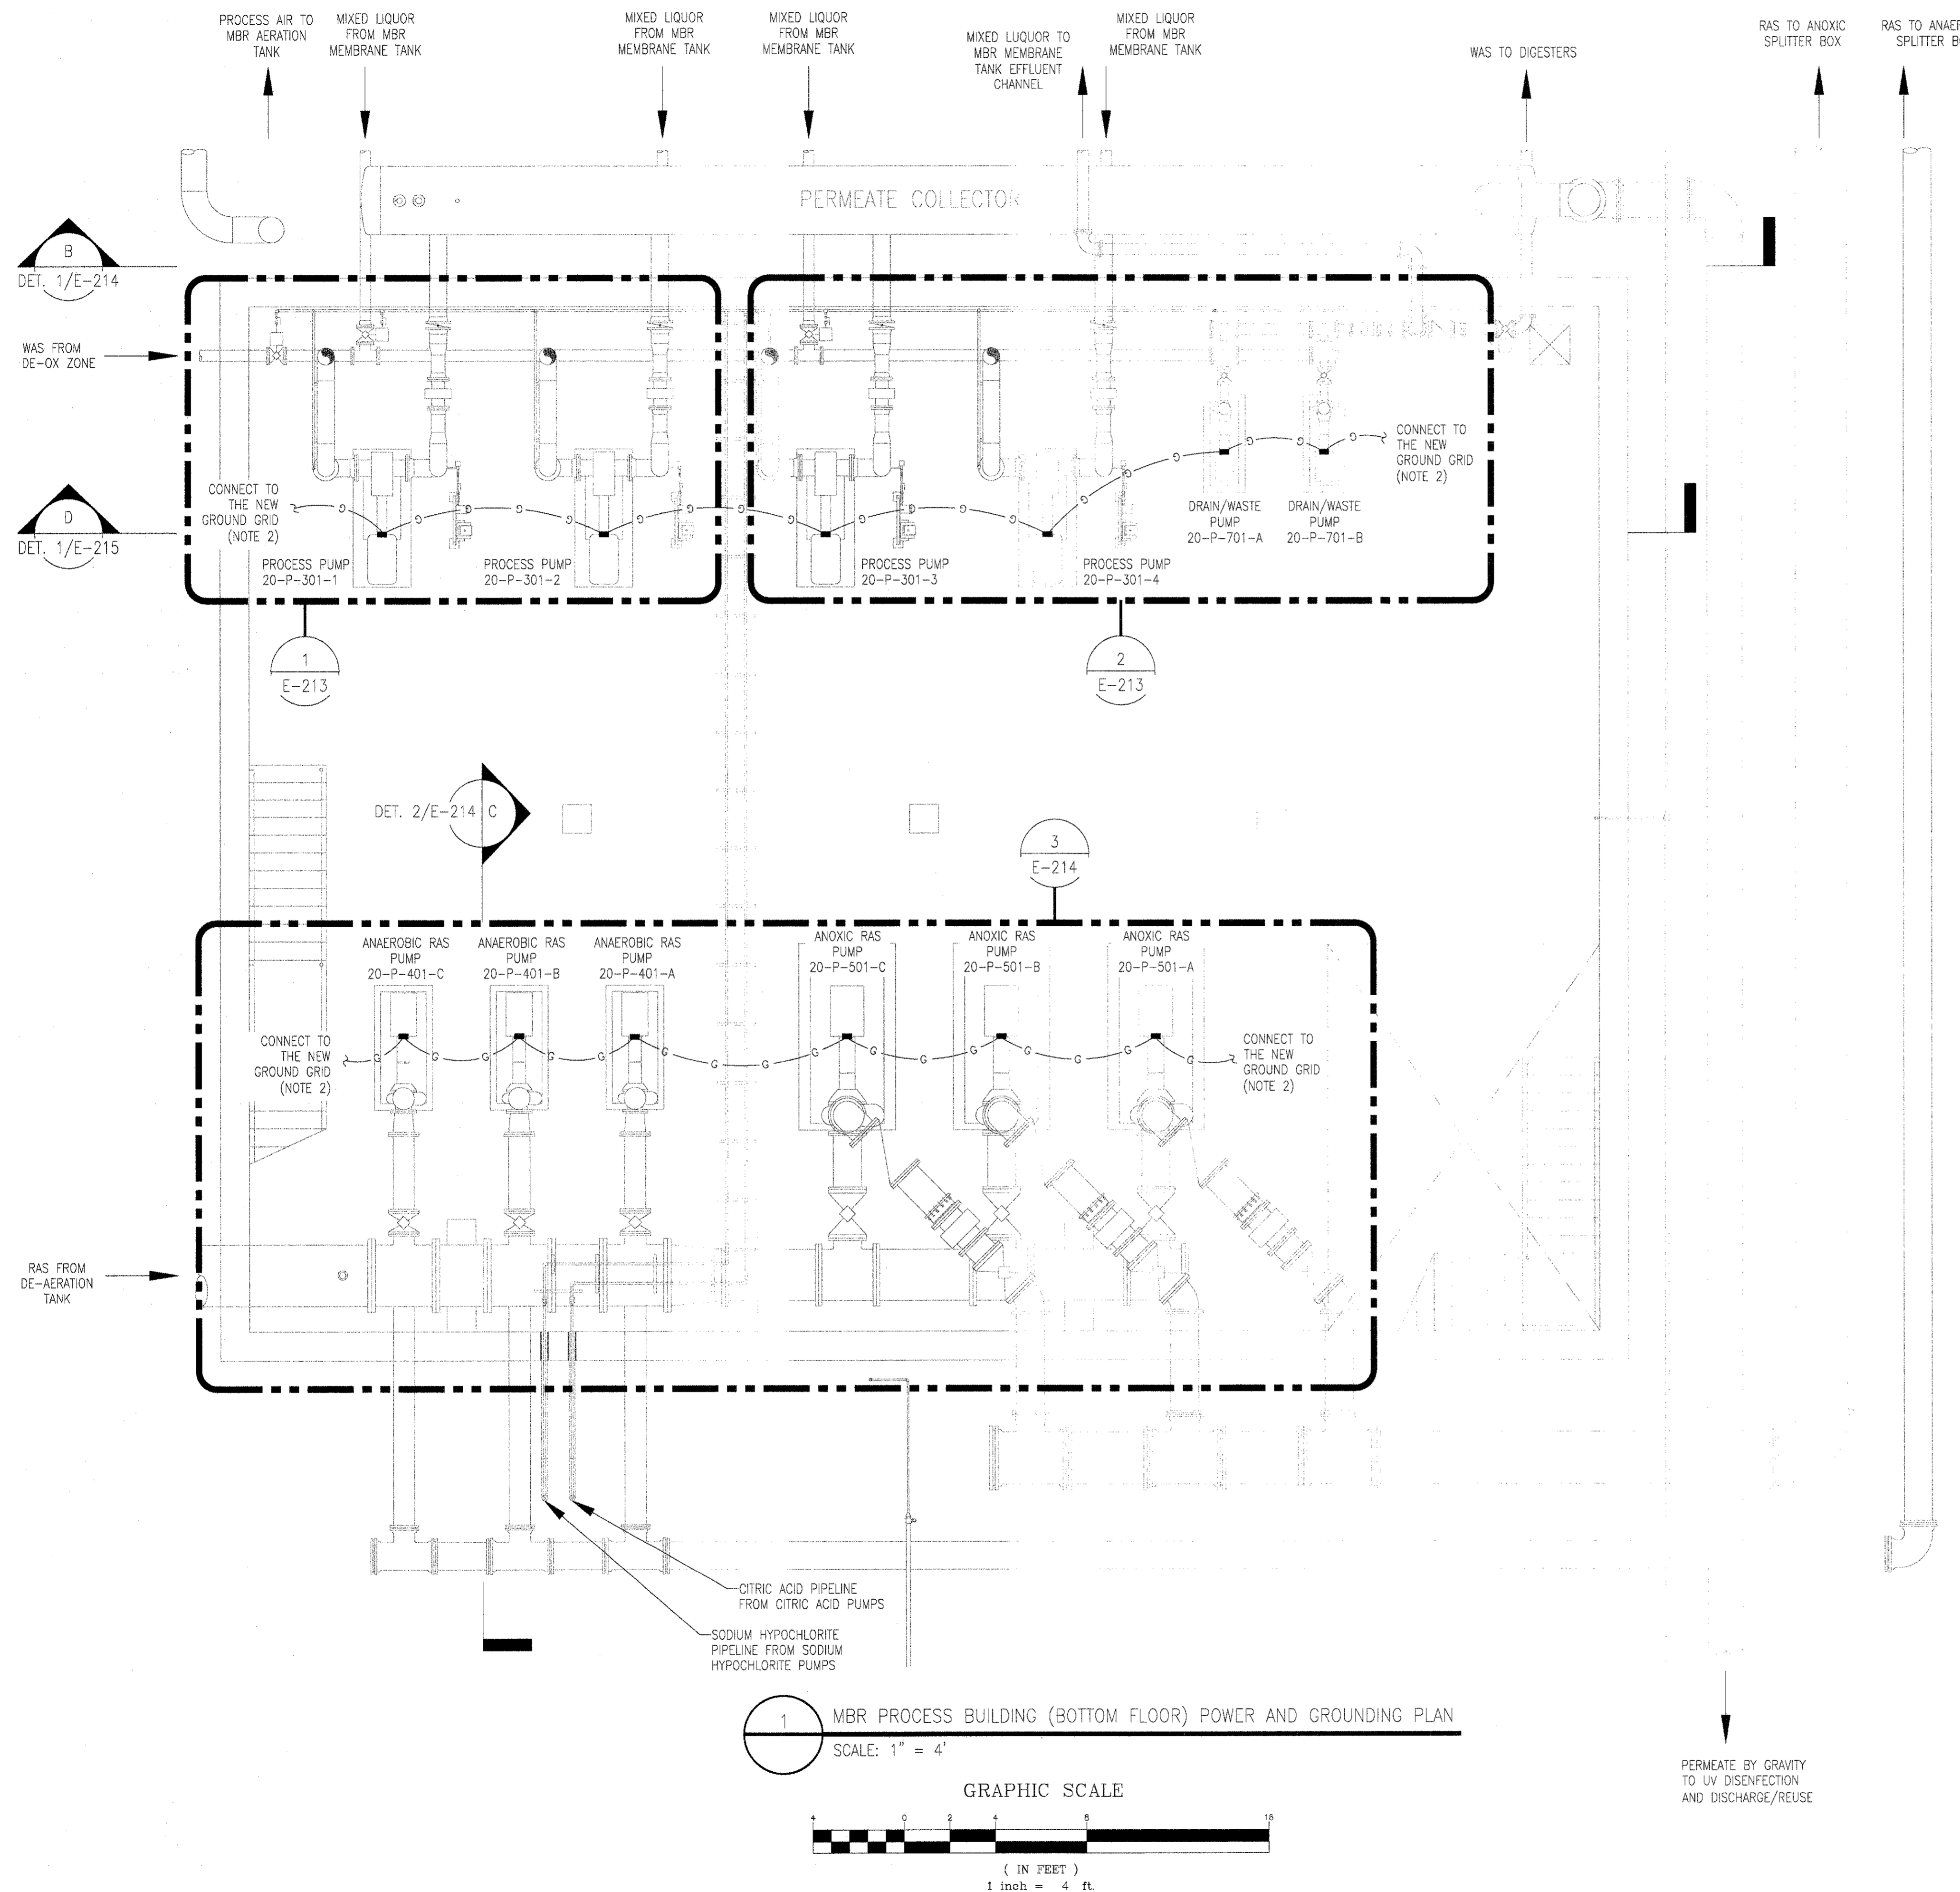 PROCESS AIR TO
MBR AERATION
TANK
MIXED LIQUOR
FROM MBR
MEMBRANE TANK
MIXED LIQUOR
FROM MBR
MEMBRANE TANK
MIXED LIQUOR
FROM MBR
MEMBRANE TANK
MIXED LUQUOR TO
MBR MEMBRANE
TANK EFFLUENT
CHANNEL
MIXED LIQUOR
FROM MBR
MEMBRANE TANK
WAS TO DIGESTERS
RAS TO ANOXIC
SPLITTER BOX
RAS TO ANAE
SPLITTER B
PERMEATE COLLECTOR
B
DET. 1/E-214
WAS FROM
DE-OX ZONE
D
DET. 1/E-215
CONNECT TO
THE NEW
GROUND GRID
(NOTE 2)
G G G G G G G G G G G G G G
CONNECT TO
THE NEW
GROUND GRID
(NOTE 2)
PROCESS PUMP
20-P-301-1
PROCESS PUMP
20-P-301-2
PROCESS PUMP
20-P-301-3
PROCESS PUMP
20-P-301-4
DRAIN/WASTE
PUMP
20-P-701-A
DRAIN/WASTE
PUMP
20-P-701-B
1
E-213
2
E-213
DET. 2/E-214 C
3
E-214
ANAEROBIC RAS
PUMP
20-P-401-C
ANAEROBIC RAS
PUMP
20-P-401-B
ANAEROBIC RAS
PUMP
20-P-401-A
ANOXIC RAS
PUMP
20-P-501-C
ANOXIC RAS
PUMP
20-P-501-B
ANOXIC RAS
PUMP
20-P-501-A
CONNECT TO
THE NEW
GROUND GRID
(NOTE 2)
G G G G G G G G G G G G G
CONNECT TO
THE NEW
GROUND GRID
(NOTE 2)
RAS FROM
DE-AERATION
TANK
CITRIC ACID PIPELINE
FROM CITRIC ACID PUMPS
SODIUM HYPOCHLORITE
PIPELINE FROM SODIUM
HYPOCHLORITE PUMPS
1
MBR PROCESS BUILDING (BOTTOM FLOOR) POWER AND GROUNDING PLAN
SCALE: 1" = 4'
PERMEATE BY GRAVITY
TO UV DISENFECTION
AND DISCHARGE/REUSE
GRAPHIC SCALE
4 0 2 4 8 16
( IN FEET )
1 inch = 4 ft.